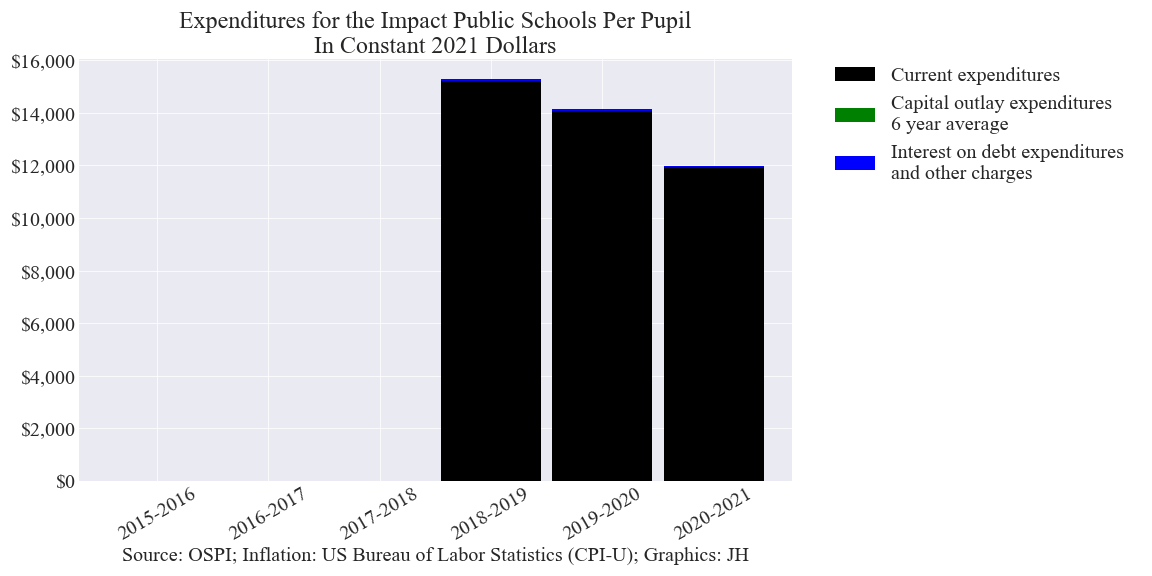 Expenditures for the Impact Public Schools Per Pupil
In Constant 2021 Dollars
$16,000
$14,000
$12,000
$10,000
$8,000
$6,000
$4,000
$2,000
$0
2015-2016
2016-2017
2017-2018
2018-2019
2019-2020
2020-2021
Source: OSPI; Inflation: US Bureau of Labor Statistics (CPI-U); Graphics: JH
Current expenditures
Capital outlay expenditures
6 year average
Interest on debt expenditures
and other charges